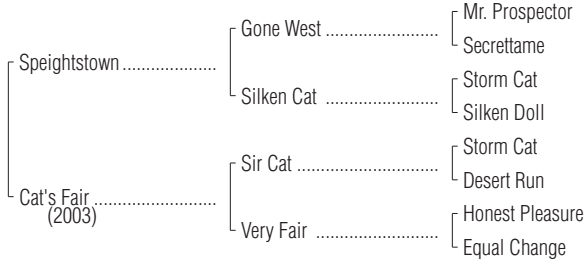 Mr. Prospector
Gone West ........................
Secrettame
Speightstown ....................
Storm Cat
Silken Cat ........................
Silken Doll
Storm Cat
Sir Cat ..............................
Desert Run
Cat's Fair ..........................
(2003)
Honest Pleasure
Very Fair ..........................
Equal Change